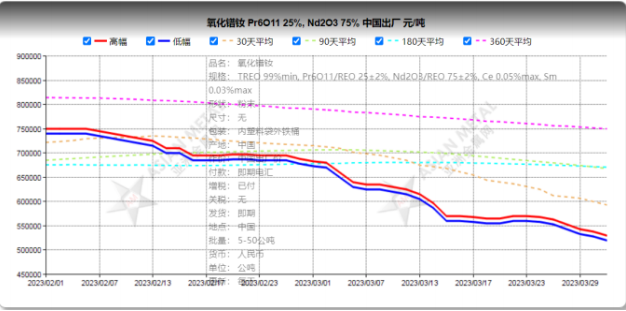 氧化镨钕 Pr6O11 25%, Nd2O3 75% 中国出厂 元/吨
高幅 低幅 30天平均 90天平均 180天平均 360天平均
900000
850000
800000
750000
700000
650000
600000
550000
500000
450000
品名： 氧化镨钕
规格： TREO 99%min, Pr6O11/REO 25±2%, Nd2O3/REO 75±2%, Ce 0.05%max, Sm
0.03%max
尺寸： 无
包装： 内塑料袋外铁桶
产地： 中国
付款： 即期电汇
增税： 已付
关税： 无
发货： 即期
地点： 中国
批量： 5-50公吨
货币： 人民币
单位： 公吨
2023/02/01 2023/02/07 2023/02/13 2023/02/17 2023/02/23 2023/03/01 2023/03/07 2023/03/13 2023/03/17 2023/03/23 2023/03/29
ASIAN METAL